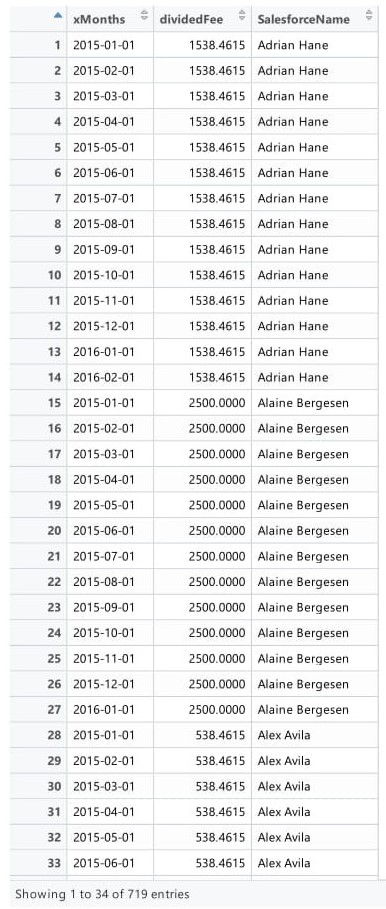 xMonths dividedFee SalesforceName
1 2015-01-01 1538.4615 Adrian Hane
2 2015-02-01 1538.4615 Adrian Hane
3 2015-03-01 1538.4615 Adrian Hane
4 2015-04-01 1538.4615 Adrian Hane
5 2015-05-01 1538.4615 Adrian Hane
6 2015-06-01 1538.4615 Adrian Hane
7 2015-07-01 1538.4615 Adrian Hane
8 2015-08-01 1538.4615 Adrian Hane
9 2015-09-01 1538.4615 Adrian Hane
10 2015-10-01 1538.4615 Adrian Hane
11 2015-11-01 1538.4615 Adrian Hane
12 2015-12-01 1538.4615 Adrian Hane
13 2016-01-01 1538.4615 Adrian Hane
14 2016-02-01 1538.4615 Adrian Hane
15 2015-01-01 2500.0000 Alaine Bergesen
16 2015-02-01 2500.0000 Alaine Bergesen
17 2015-03-01 2500.0000 Alaine Bergesen
18 2015-04-01 2500.0000 Alaine Bergesen
19 2015-05-01 2500.0000 Alaine Bergesen
20 2015-06-01 2500.0000 Alaine Bergesen
21 2015-07-01 2500.0000 Alaine Bergesen
22 2015-08-01 2500.0000 Alaine Bergesen
23 2015-09-01 2500.0000 Alaine Bergesen
24 2015-10-01 2500.0000 Alaine Bergesen
25 2015-11-01 2500.0000 Alaine Bergesen
26 2015-12-01 2500.0000 Alaine Bergesen
27 2016-01-01 2500.0000 Alaine Bergesen
28 2015-01-01 538.4615 Alex Avila
29 2015-02-01 538.4615 Alex Avila
30 2015-03-01 538.4615 Alex Avila
31 2015-04-01 538.4615 Alex Avila
32 2015-05-01 538.4615 Alex Avila
33 2015-06-01 538.4615 Alex Avila
Showing 1 to 34 of 719 entries